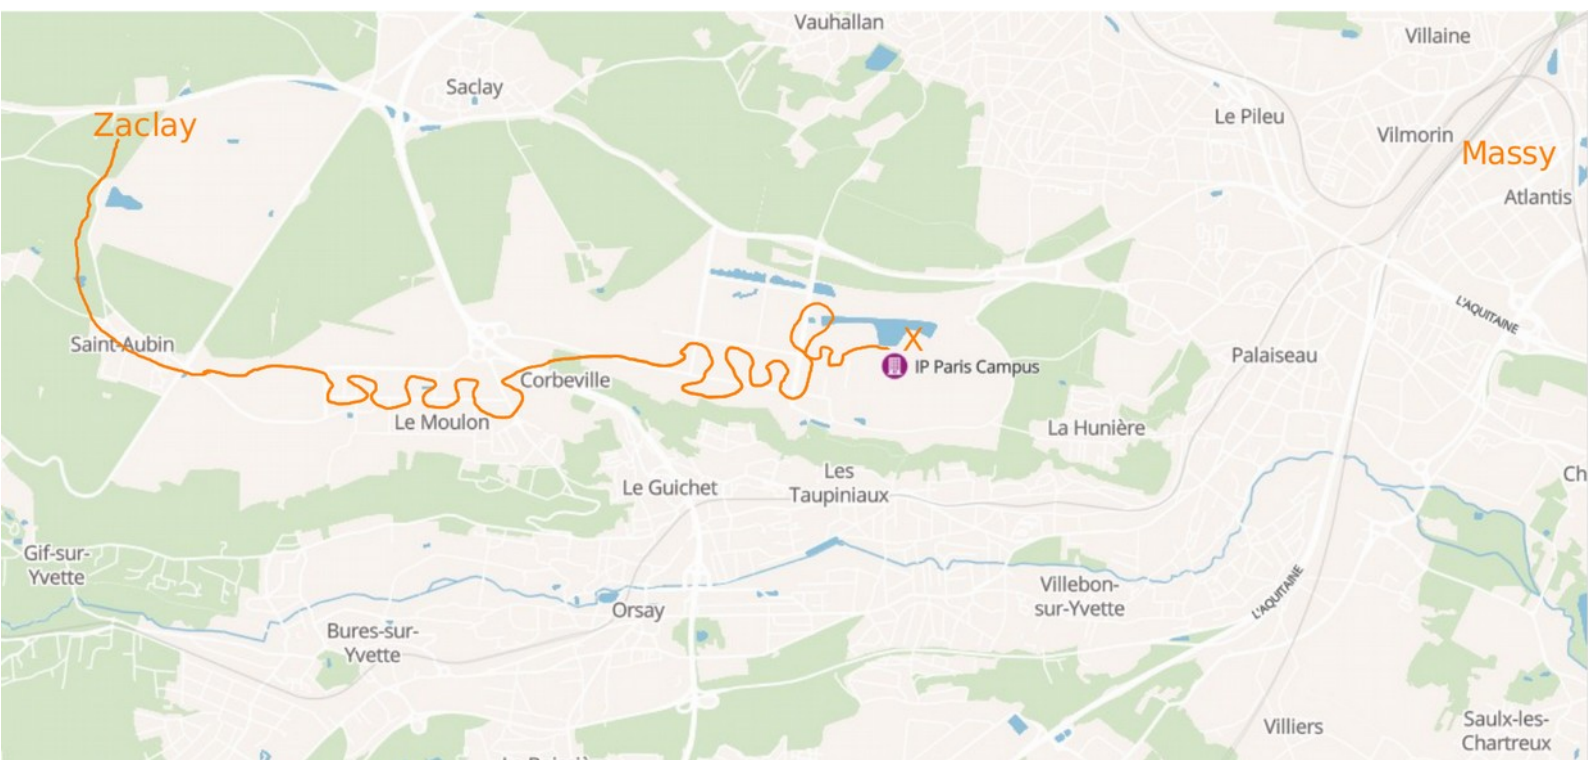 Vauhallan
Villaine
Saclay
Le Pileu
Zaclay
Vilmorin
Massy
Atlantis
L'AQUITAINE
Saint-Aubin
X
Palaiseau
IP Paris Campus
Corbeville
Le Moulon
La Hunière
Les
Taupiniaux
Ch
Le Guichet
Gif-sur-
Yvette
Villebon-
sur-Yvette
L'AQUITAINE
Orsay
Bures-sur-
Yvette
Villiers
Saulx-les-
Chartreux